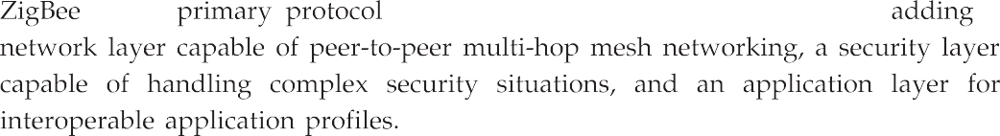 ZigBee primary protocol adding
network layer capable of peer-to-peer multi-hop mesh networking, a security layer
capable of handling complex security situations, and an application layer for
interoperable application profiles.